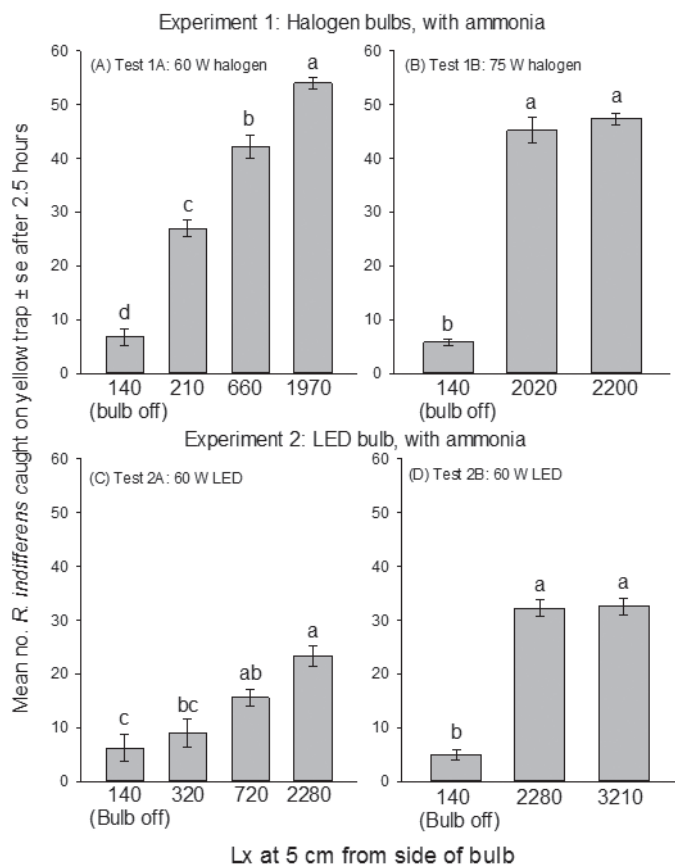 Experiment 1: Halogen bulbs, with ammonia
Mean no. R. indifferens caught on yellow trap ± se after 2.5 hours
(A) Test 1A: 60 W halogen
60
50
40
30
20
10
0
d
c
b
a
140 210 660 1970
(bulb off)
(B) Test 1B: 75 W halogen
60
50
40
30
20
10
0
b
a
a
140 2020 2200
(bulb off)
Experiment 2: LED bulb, with ammonia
(C) Test 2A: 60 W LED
60
50
40
30
20
10
0
c
bc
ab
a
140 320 720 2280
(Bulb off)
(D) Test 2B: 60 W LED
60
50
40
30
20
10
0
b
a
a
140 2280 3210
(Bulb off)
Lx at 5 cm from side of bulb